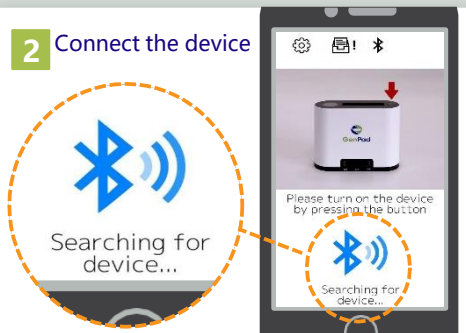 2 Connect the device
Searching for
device...
!
GenPad
Please turn on the device
by pressing the button
Searching for
device...